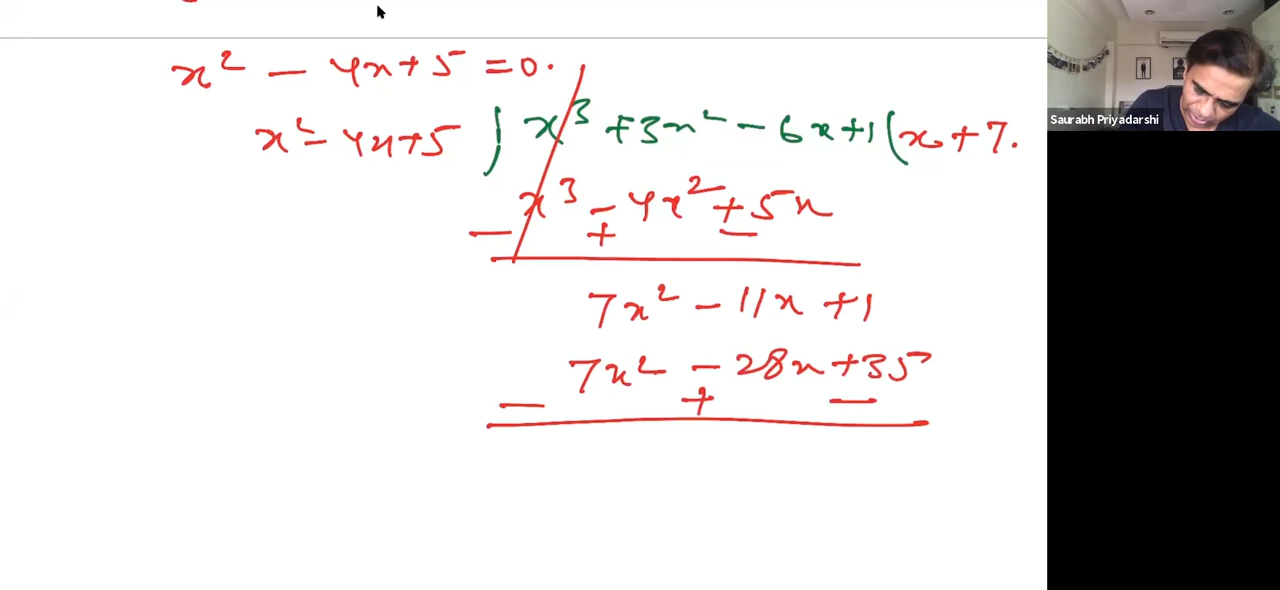 x² - 4x + 5 = 0.
x² - 4x + 5 ) x³ + 3x² - 6x + 1 ( x + 7.
x³ - 4x² + 5x
- + -
7x² - 11x + 1
7x² - 28x + 35
- + -
Saurabh Priyadarshi